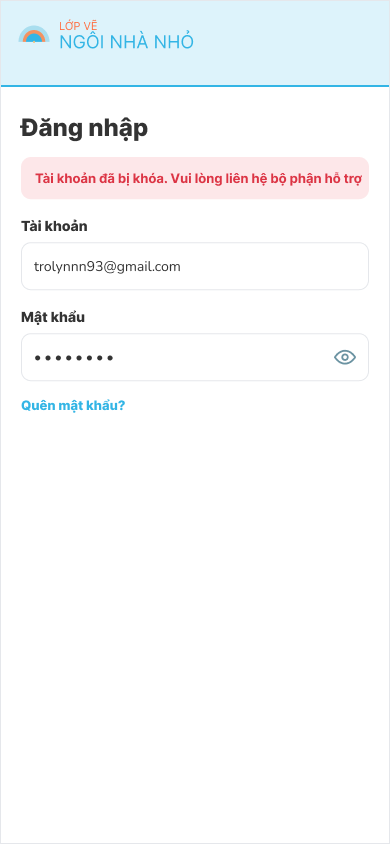 LỚP VẼ
NGÔI NHÀ NHỎ
Đăng nhập
Tài khoản đã bị khóa. Vui lòng liên hệ bộ phận hỗ trợ
Tài khoản
trolynnn93@gmail.com
Mật khẩu
••••••••
Quên mật khẩu?